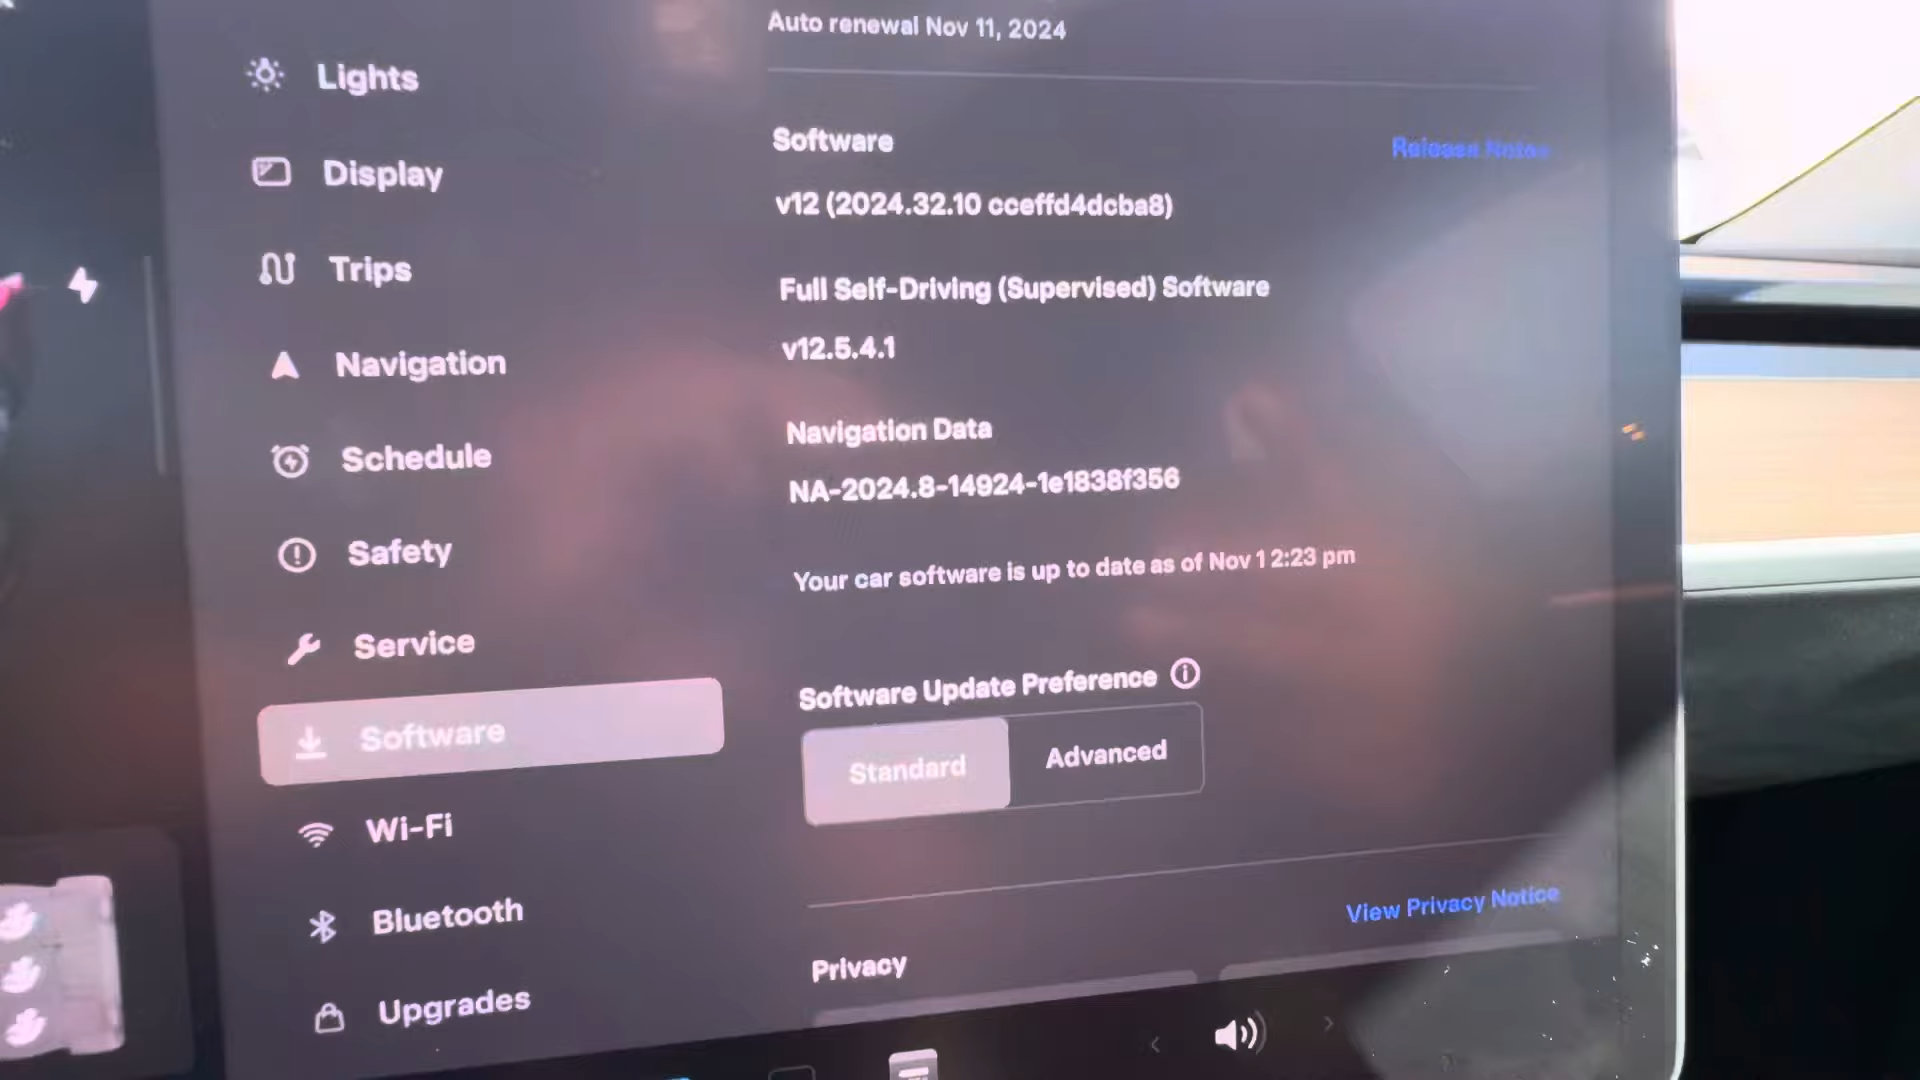 Auto renewal Nov 11, 2024
Lights
Display
Trips
Navigation
Schedule
Safety
Service
Software
Wi-Fi
Bluetooth
Upgrades
Software
Release Notes
v12 (2024.32.10 cceffd4dcba8)
Full Self-Driving (Supervised) Software
v12.5.4.1
Navigation Data
NA-2024.8-14924-1e1838f356
Your car software is up to date as of Nov 1 2:23 pm
Software Update Preference
Standard
Advanced
View Privacy Notice
Privacy